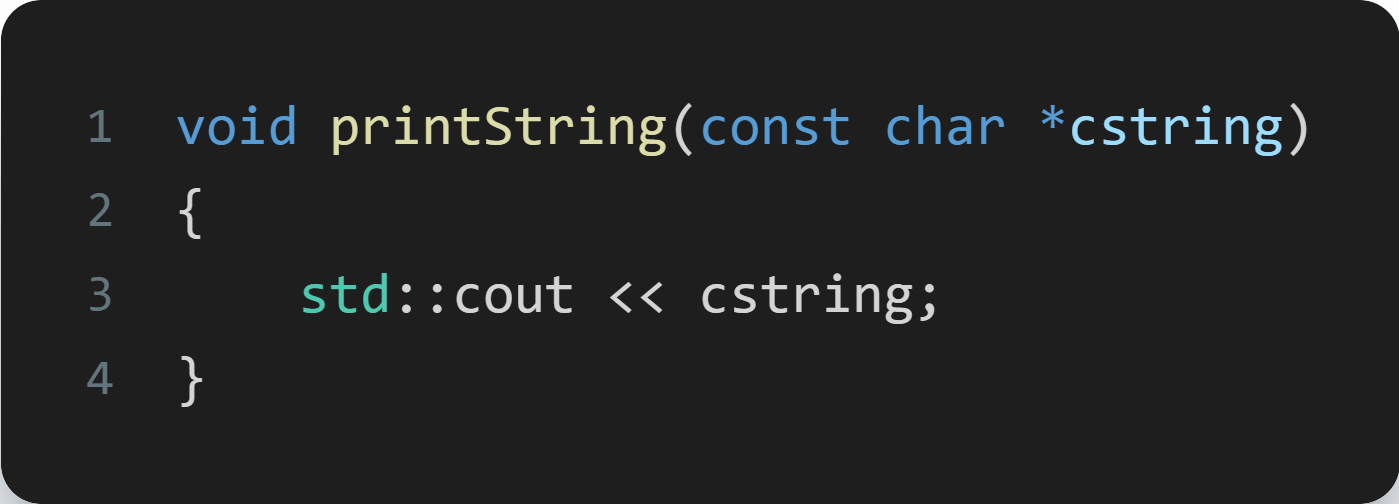 1 void printString(const char *cstring)
2 {
3     std::cout << cstring;
4 }